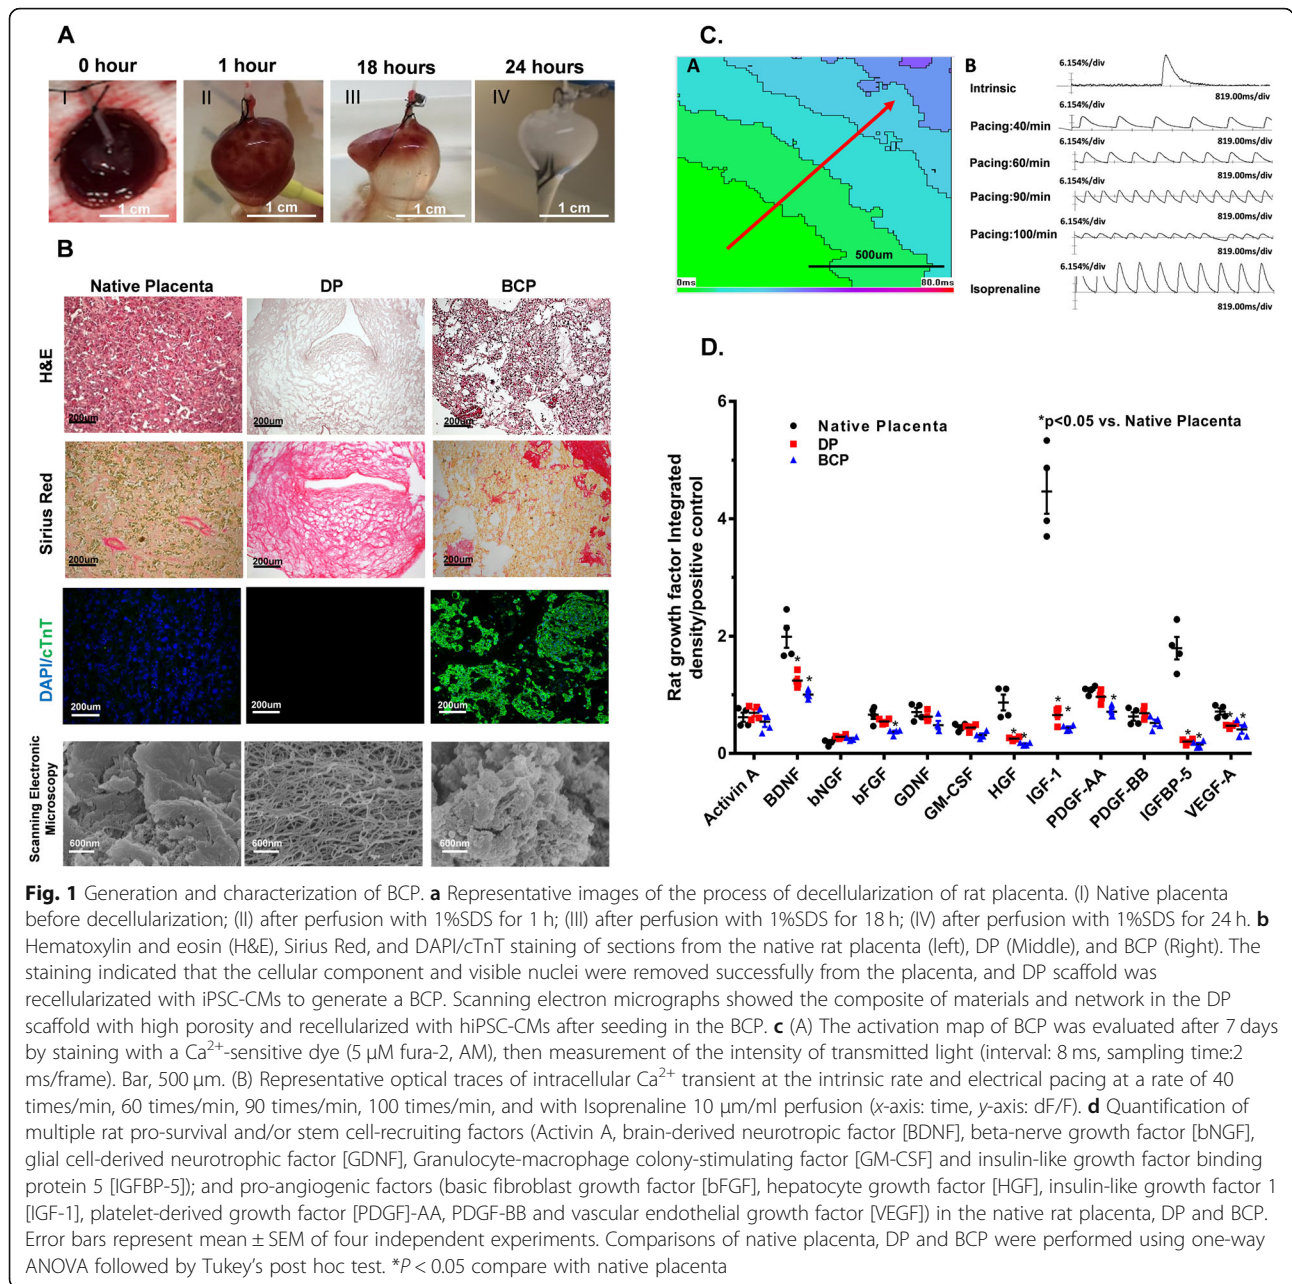 A
0 hour
1 hour
18 hours
24 hours
I
II
III
IV
1 cm
1 cm
1 cm
1 cm
B
Native Placenta
DP
BCP
H&E
200um
200um
200um
Sirius Red
200um
200um
200um
DAPI/cTnT
200um
200um
200um
Scanning Electronic
Microscopy
600nm
600nm
600nm
C.
A
500um
0ms
80.0ms
B
6.154%/div
Intrinsic
819.00ms/div
6.154%/div
Pacing:40/min
819.00ms/div
6.154%/div
Pacing:60/min
819.00ms/div
6.154%/div
Pacing:90/min
819.00ms/div
6.154%/div
Pacing:100/min
819.00ms/div
6.154%/div
Isoprenaline
819.00ms/div
D.
Rat growth factor Integrated
density/positive control
6
4
2
0
Native Placenta
DP
BCP
*p<0.05 vs. Native Placenta
* * * * * * * * * * * *
Activin A
BDNF
bNGF
bFGF
GDNF
GM-CSF
HGF
IGF-1
PDGF-AA
PDGF-BB
IGFBP-5
VEGF-A
Fig. 1 Generation and characterization of BCP. a Representative images of the process of decellularization of rat placenta. (I) Native placenta
before decellularization; (II) after perfusion with 1%SDS for 1 h; (III) after perfusion with 1%SDS for 18 h; (IV) after perfusion with 1%SDS for 24 h. b
Hematoxylin and eosin (H&E), Sirius Red, and DAPI/cTnT staining of sections from the native rat placenta (left), DP (Middle), and BCP (Right). The
staining indicated that the cellular component and visible nuclei were removed successfully from the placenta, and DP scaffold was
recellularizated with iPSC-CMs to generate a BCP. Scanning electron micrographs showed the composite of materials and network in the DP
scaffold with high porosity and recellularized with hiPSC-CMs after seeding in the BCP. c (A) The activation map of BCP was evaluated after 7 days
by staining with a Ca²⁺-sensitive dye (5 μM fura-2, AM), then measurement of the intensity of transmitted light (interval: 8 ms, sampling time:2
ms/frame). Bar, 500 μm. (B) Representative optical traces of intracellular Ca²⁺ transient at the intrinsic rate and electrical pacing at a rate of 40
times/min, 60 times/min, 90 times/min, 100 times/min, and with Isoprenaline 10 μm/ml perfusion (x-axis: time, y-axis: dF/F). d Quantification of
multiple rat pro-survival and/or stem cell-recruiting factors (Activin A, brain-derived neurotropic factor [BDNF], beta-nerve growth factor [bNGF],
glial cell-derived neurotrophic factor [GDNF], Granulocyte-macrophage colony-stimulating factor [GM-CSF] and insulin-like growth factor binding
protein 5 [IGFBP-5]); and pro-angiogenic factors (basic fibroblast growth factor [bFGF], hepatocyte growth factor [HGF], insulin-like growth factor 1
[IGF-1], platelet-derived growth factor [PDGF]-AA, PDGF-BB and vascular endothelial growth factor [VEGF]) in the native rat placenta, DP and BCP.
Error bars represent mean ± SEM of four independent experiments. Comparisons of native placenta, DP and BCP were performed using one-way
ANOVA followed by Tukey's post hoc test. *P < 0.05 compare with native placenta